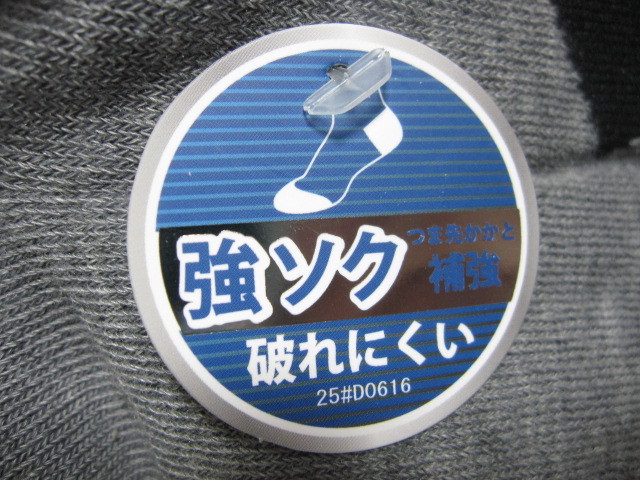 強ソク
つま先かかと
補強
破れにくい
25#D0616